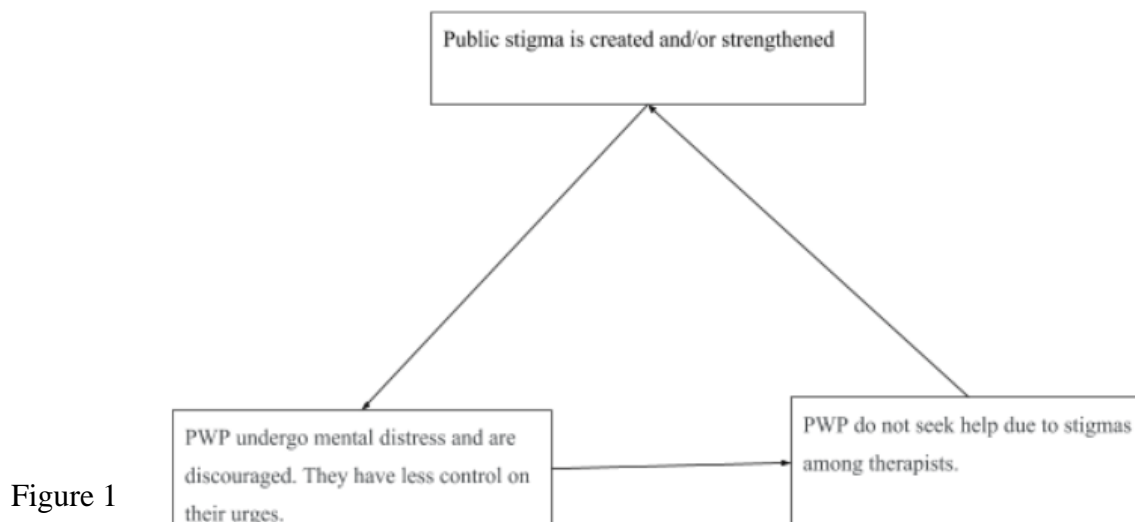 Public stigma is created and/or strengthened
PWP undergo mental distress and are
discouraged. They have less control on
their urges.
PWP do not seek help due to stigmas
among therapists.
Figure 1